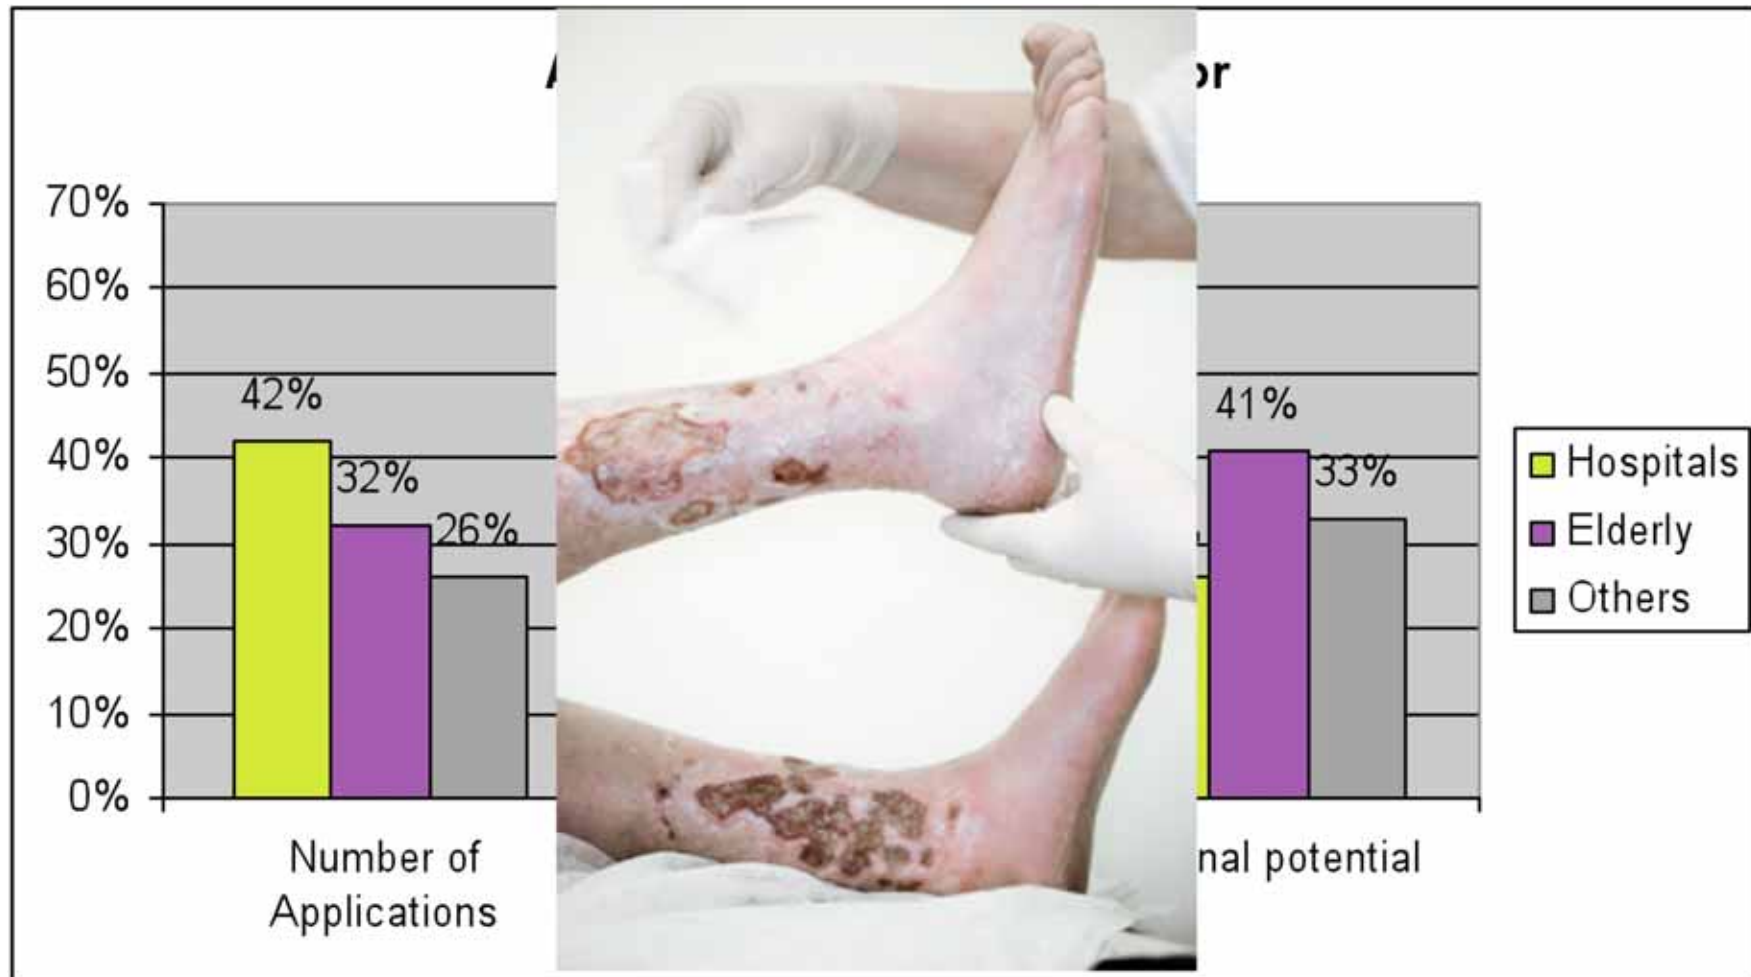 70%
60%
50%
40%
30%
20%
10%
0%
42%
32%
26%
41%
33%
Number of
Applications
potential
Hospitals
Elderly
Others